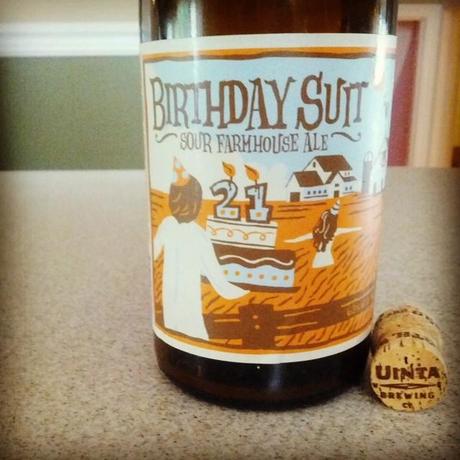 BIRTHDAY SUIT
SOUR FARMHOUSE ALE
21
UINTA
BREWING
CO